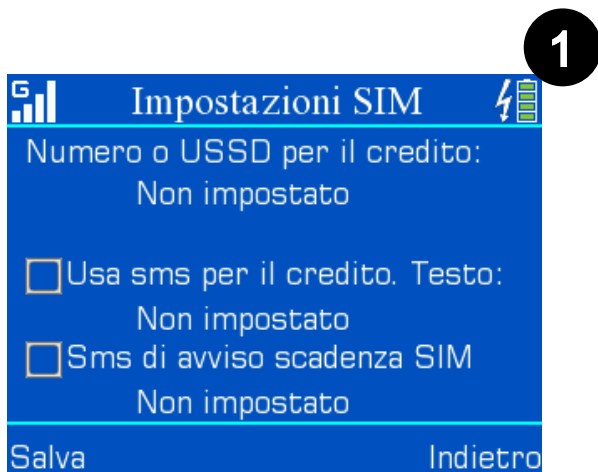 1
G Impostazioni SIM
Numero o USSD per il credito:
Non impostato
Usa sms per il credito. Testo:
Non impostato
Sms di avviso scadenza SIM
Non impostato
Salva Indietro